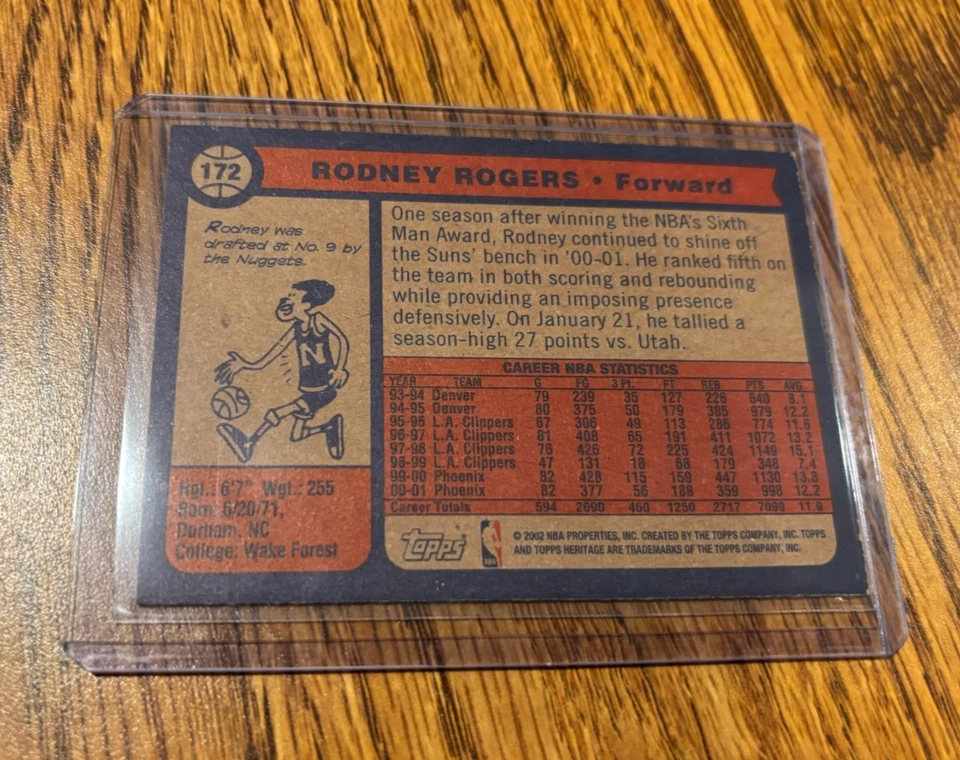 172
RODNEY ROGERS • Forward
Rodney was
drafted at No. 9 by
the Nuggets.
N
Hgt.: 6'7" Wgt.: 255
Born: 6/20/71,
Durham, NC
College: Wake Forest
One season after winning the NBA's Sixth
Man Award, Rodney continued to shine off
the Suns' bench in '00-01. He ranked fifth on
the team in both scoring and rebounding
while providing an imposing presence
defensively. On January 21, he tallied a
season-high 27 points vs. Utah.
CAREER NBA STATISTICS
YEAR TEAM G FG 3 PT. FT REB PTS AVG
93-94 Denver 79 239 35 127 226 640 8.1
94-95 Denver 80 375 50 179 385 979 12.2
95-96 L.A. Clippers 67 306 49 113 286 774 11.6
96-97 L.A. Clippers 81 408 65 191 411 1072 13.2
97-98 L.A. Clippers 76 426 72 225 424 1149 15.1
98-99 L.A. Clippers 47 131 18 68 179 348 7.4
99-00 Phoenix 82 428 115 159 447 1130 13.8
00-01 Phoenix 82 377 56 188 359 998 12.2
Career Totals 594 2690 460 1250 2717 7090 11.9
Topps
NBA
© 2002 NBA PROPERTIES, INC. CREATED BY THE TOPPS COMPANY, INC. TOPPS
AND TOPPS HERITAGE ARE TRADEMARKS OF THE TOPPS COMPANY, INC.